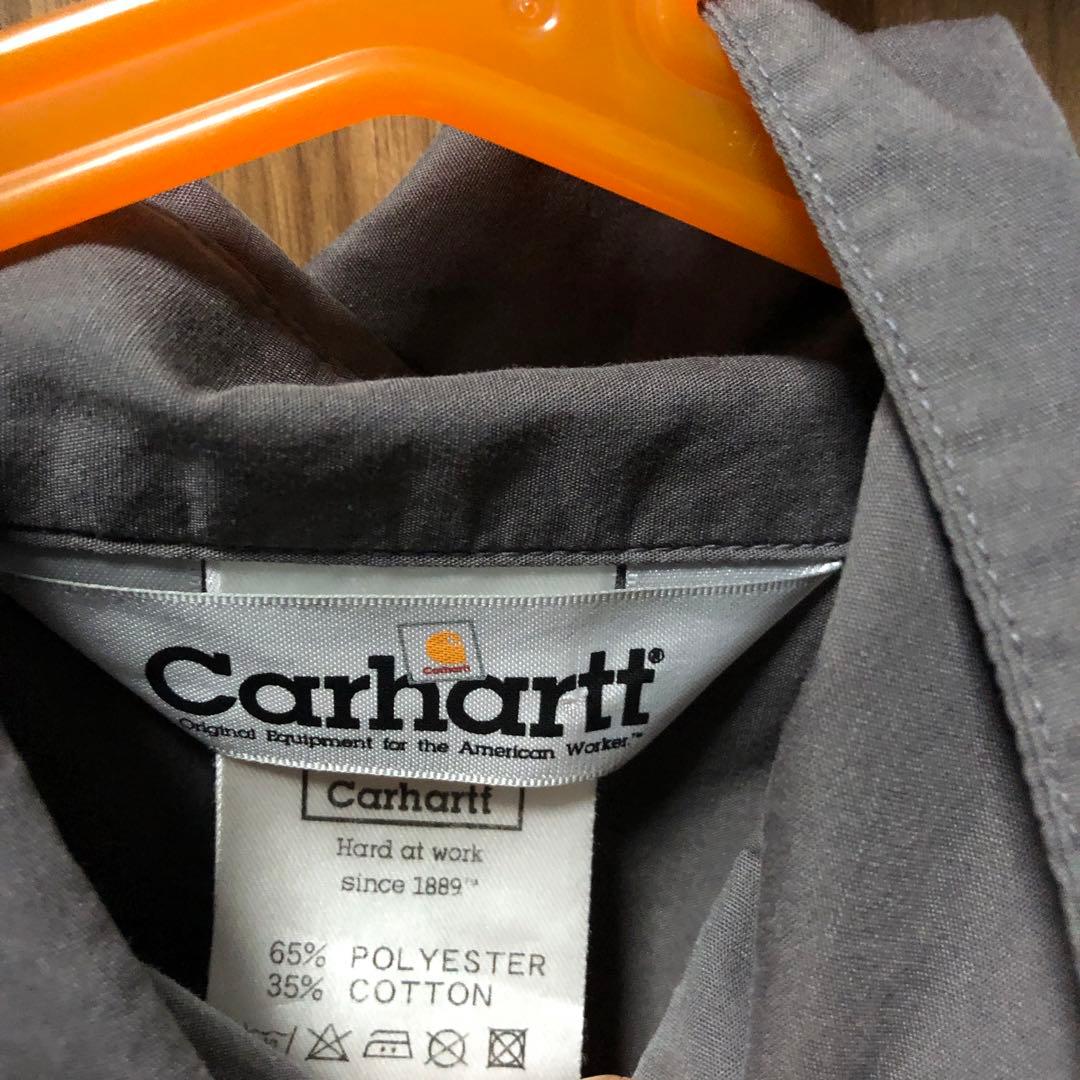 Carhartt
Carhartt®
Original Equipment for the American Worker.™
Carhartt
Hard at work
since 1889™
65% POLYESTER
35% COTTON